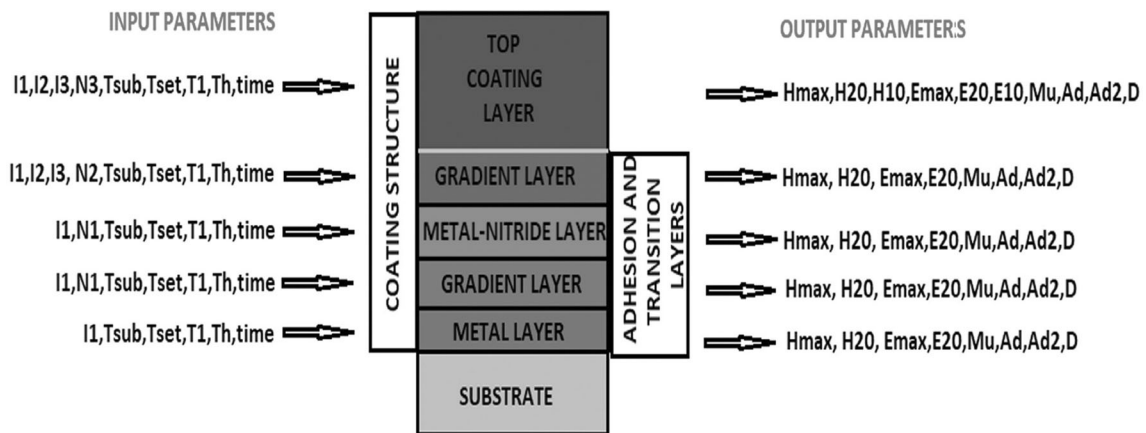 INPUT PARAMETERS
OUTPUT PARAMETERS
I1,I2,I3,N3,Tsub,Tset,T1,Th,time
I1,I2,I3, N2,Tsub,Tset,T1,Th,time
I1,N1,Tsub,Tset,T1,Th,time
I1,N1,Tsub,Tset,T1,Th,time
I1,Tsub,Tset,T1,Th,time
COATING STRUCTURE
TOP
COATING
LAYER
GRADIENT LAYER
METAL-NITRIDE LAYER
GRADIENT LAYER
METAL LAYER
SUBSTRATE
ADHESION AND
TRANSITION
LAYERS
Hmax,H20,H10,Emax,E20,E10,Mu,Ad,Ad2,D
Hmax, H20, Emax,E20,Mu,Ad,Ad2,D
Hmax, H20, Emax,E20,Mu,Ad,Ad2,D
Hmax, H20, Emax,E20,Mu,Ad,Ad2,D
Hmax, H20, Emax,E20,Mu,Ad,Ad2,D